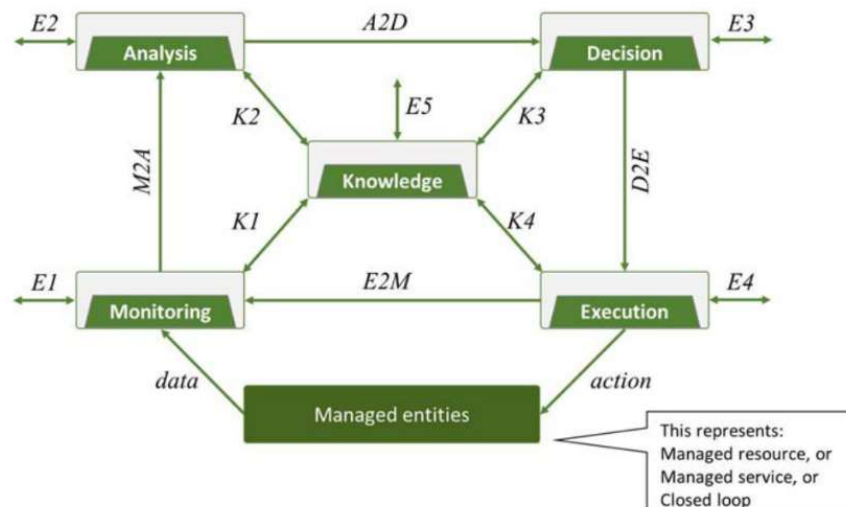 E2
A2D
E3
Analysis
Decision
K2
E5
K3
M2A
D2E
Knowledge
K1
K4
E1
E2M
E4
Monitoring
Execution
data
action
Managed entities
This represents:
Managed resource, or
Managed service, or
Closed loop